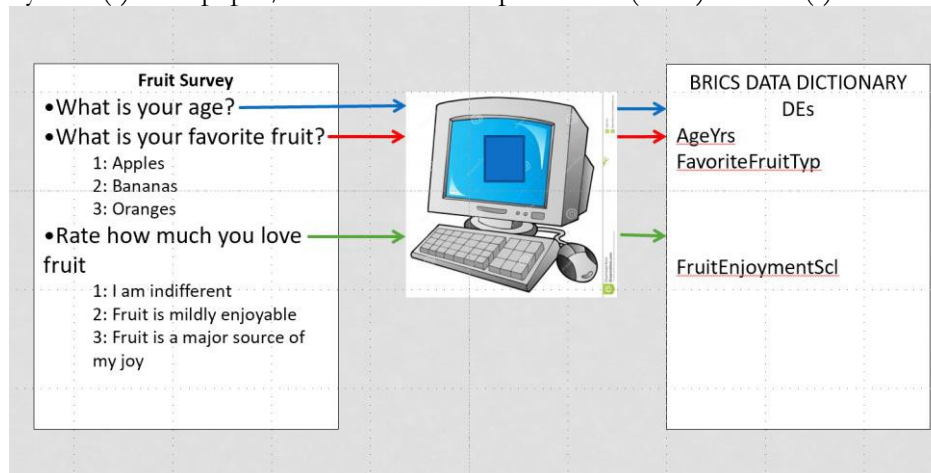 Fruit Survey
•What is your age?
•What is your favorite fruit?
1: Apples
2: Bananas
3: Oranges
•Rate how much you love
fruit
1: I am indifferent
2: Fruit is mildly enjoyable
3: Fruit is a major source of
my joy
BRICS DATA DICTIONARY
DEs
AgeYrs
FavoriteFruitTyp
FruitEnjoymentScl